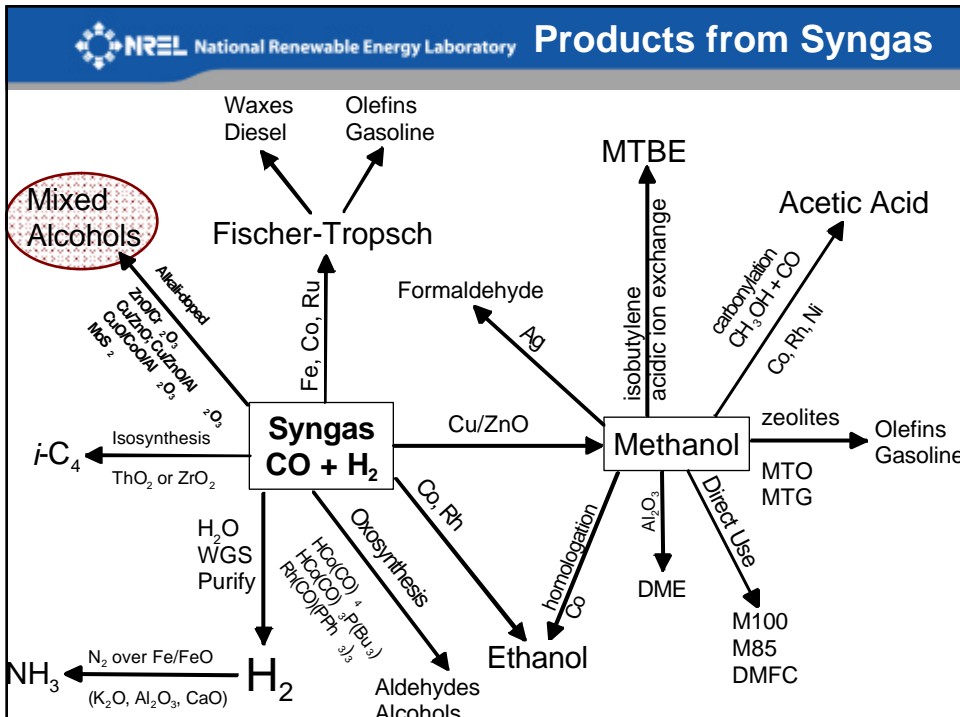 NREL National Renewable Energy Laboratory
Products from Syngas
Waxes
Diesel
Olefins
Gasoline
MTBE
Mixed
Alcohols
Fischer-Tropsch
Acetic Acid
Formaldehyde
Alkali-doped
ZnO/Cr₂O₃
Cu/ZnO; Cu/ZnO/Al₂O₃
CuO/CoO/Al₂O₃
MoS₂
Fe, Co, Ru
Ag
isobutylene
acidic ion exchange
carbonylation
CH₃OH + CO
Co, Rh, Ni
Syngas
CO + H₂
Cu/ZnO
Methanol
zeolites
MTO
MTG
Olefins
Gasoline
i-C₄
Isosynthesis
ThO₂ or ZrO₂
H₂O
WGS
Purify
Oxosynthesis
HCo(CO)₄
HCo(CO)₃P(Bu₃)
Rh(CO)(PPh₃)₃
Co, Rh
homologation
Co
Al₂O₃
DME
Direct Use
M100
M85
DMFC
Ethanol
Aldehydes
Alcohols
NH₃
N₂ over Fe/FeO
(K₂O, Al₂O₃, CaO)
H₂